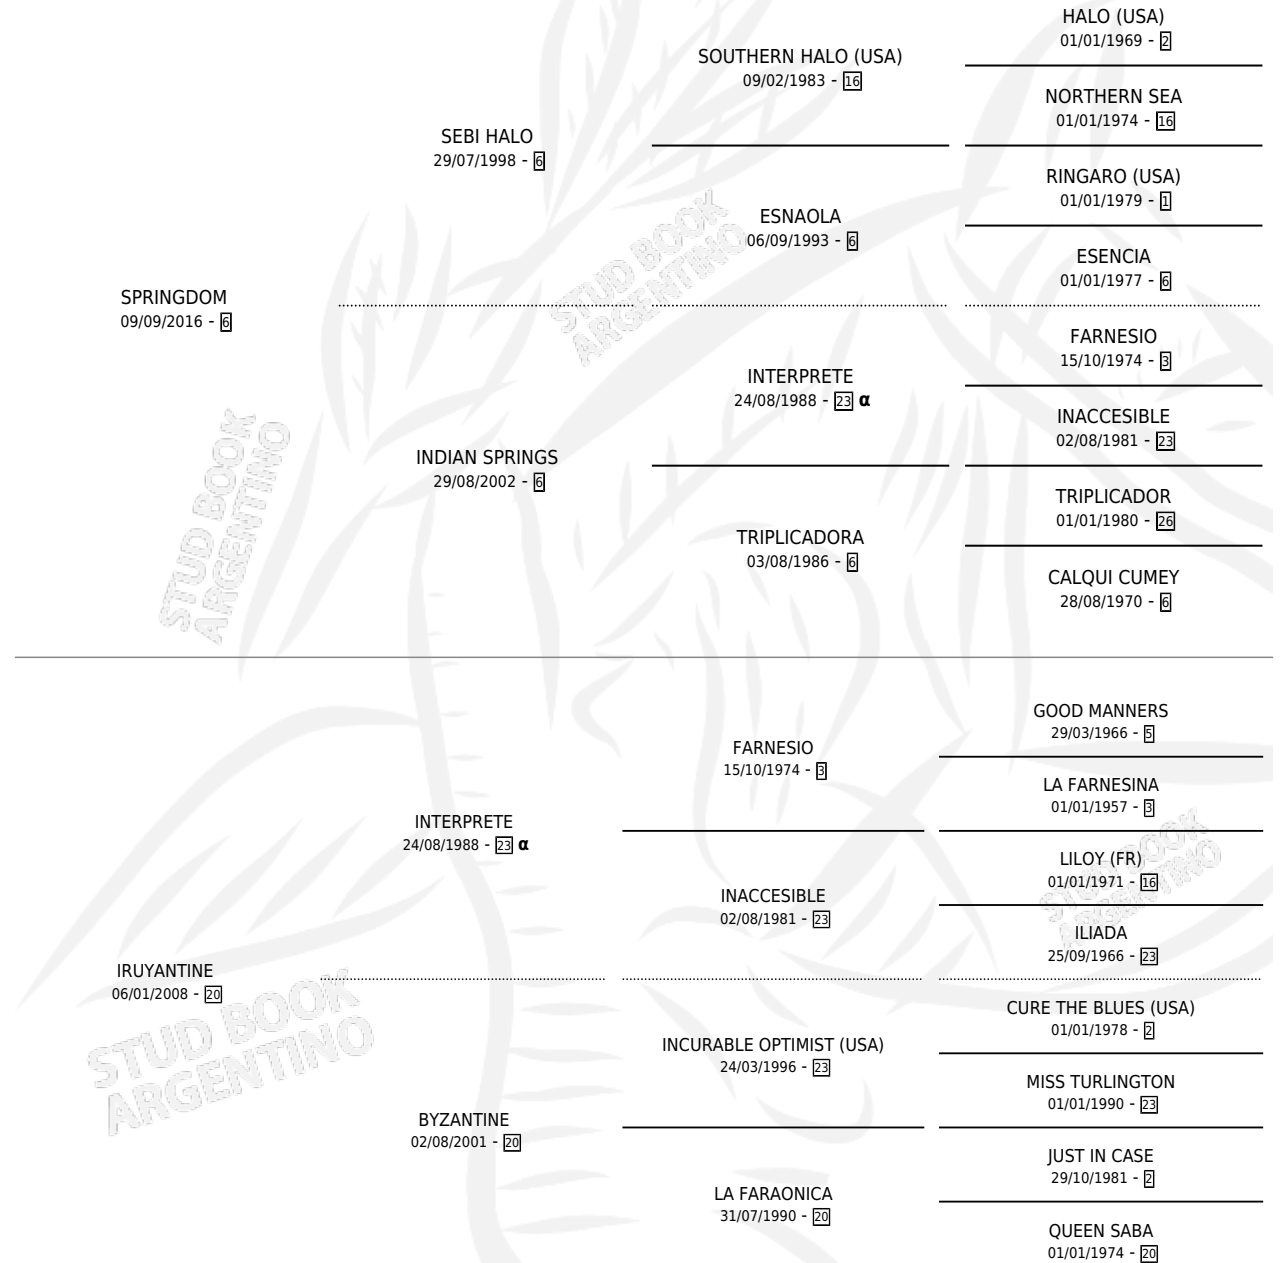 HALO (USA)
01/01/1969 - 2
SOUTHERN HALO (USA)
09/02/1983 - 16
NORTHERN SEA
01/01/1974 - 16
SEBI HALO
29/07/1998 - 6
RINGARO (USA)
01/01/1979 - 1
ESNAOLA
06/09/1993 - 6
ESENCIA
01/01/1977 - 6
SPRINGDOM
09/09/2016 - 6
FARNESIO
15/10/1974 - 3
INTERPRETE
24/08/1988 - 23 α
INACCESIBLE
02/08/1981 - 23
INDIAN SPRINGS
29/08/2002 - 6
TRIPLICADOR
01/01/1980 - 26
TRIPLICADORA
03/08/1986 - 6
CALQUI CUMEY
28/08/1970 - 6
STUD BOOK
ARGENTINO
STUD BOOK
ARGENTINO
GOOD MANNERS
29/03/1966 - 5
FARNESIO
15/10/1974 - 3
LA FARNESINA
01/01/1957 - 3
INTERPRETE
24/08/1988 - 23 α
LILOY (FR)
01/01/1971 - 16
INACCESIBLE
02/08/1981 - 23
ILIADA
25/09/1966 - 23
IRUYANTINE
06/01/2008 - 20
CURE THE BLUES (USA)
01/01/1978 - 2
INCURABLE OPTIMIST (USA)
24/03/1996 - 23
MISS TURLINGTON
01/01/1990 - 23
BYZANTINE
02/08/2001 - 20
JUST IN CASE
29/10/1981 - 2
LA FARAONICA
31/07/1990 - 20
QUEEN SABA
01/01/1974 - 20
STUD BOOK
ARGENTINO
STUD BOOK
ARGENTINO